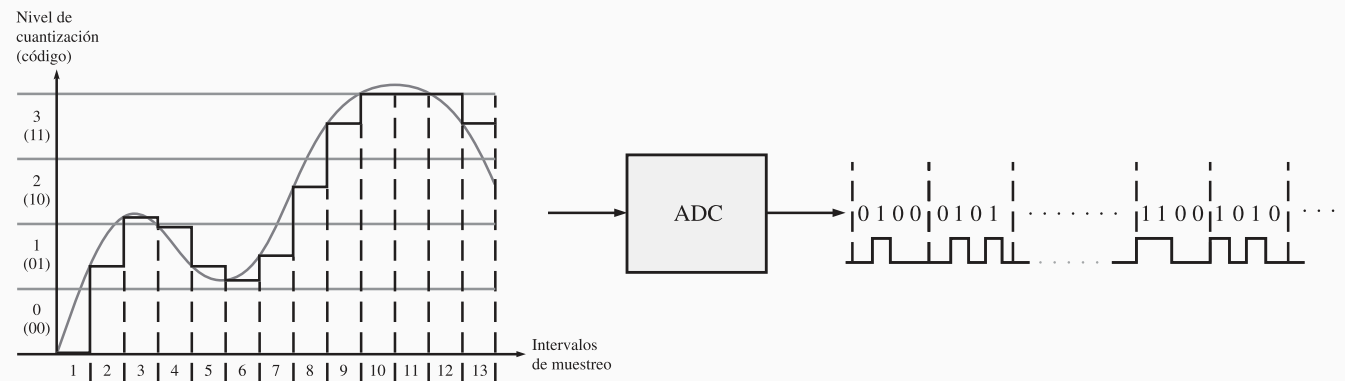 Nivel de
cuantización
(código)
3
(11)
2
(10)
1
(01)
0
(00)
1 2 3 4 5 6 7 8 9 10 11 12 13
Intervalos
de muestreo
ADC
0 1 0 0 0 1 0 1 · · · · · · · 1 1 0 0 1 0 1 0 · · ·